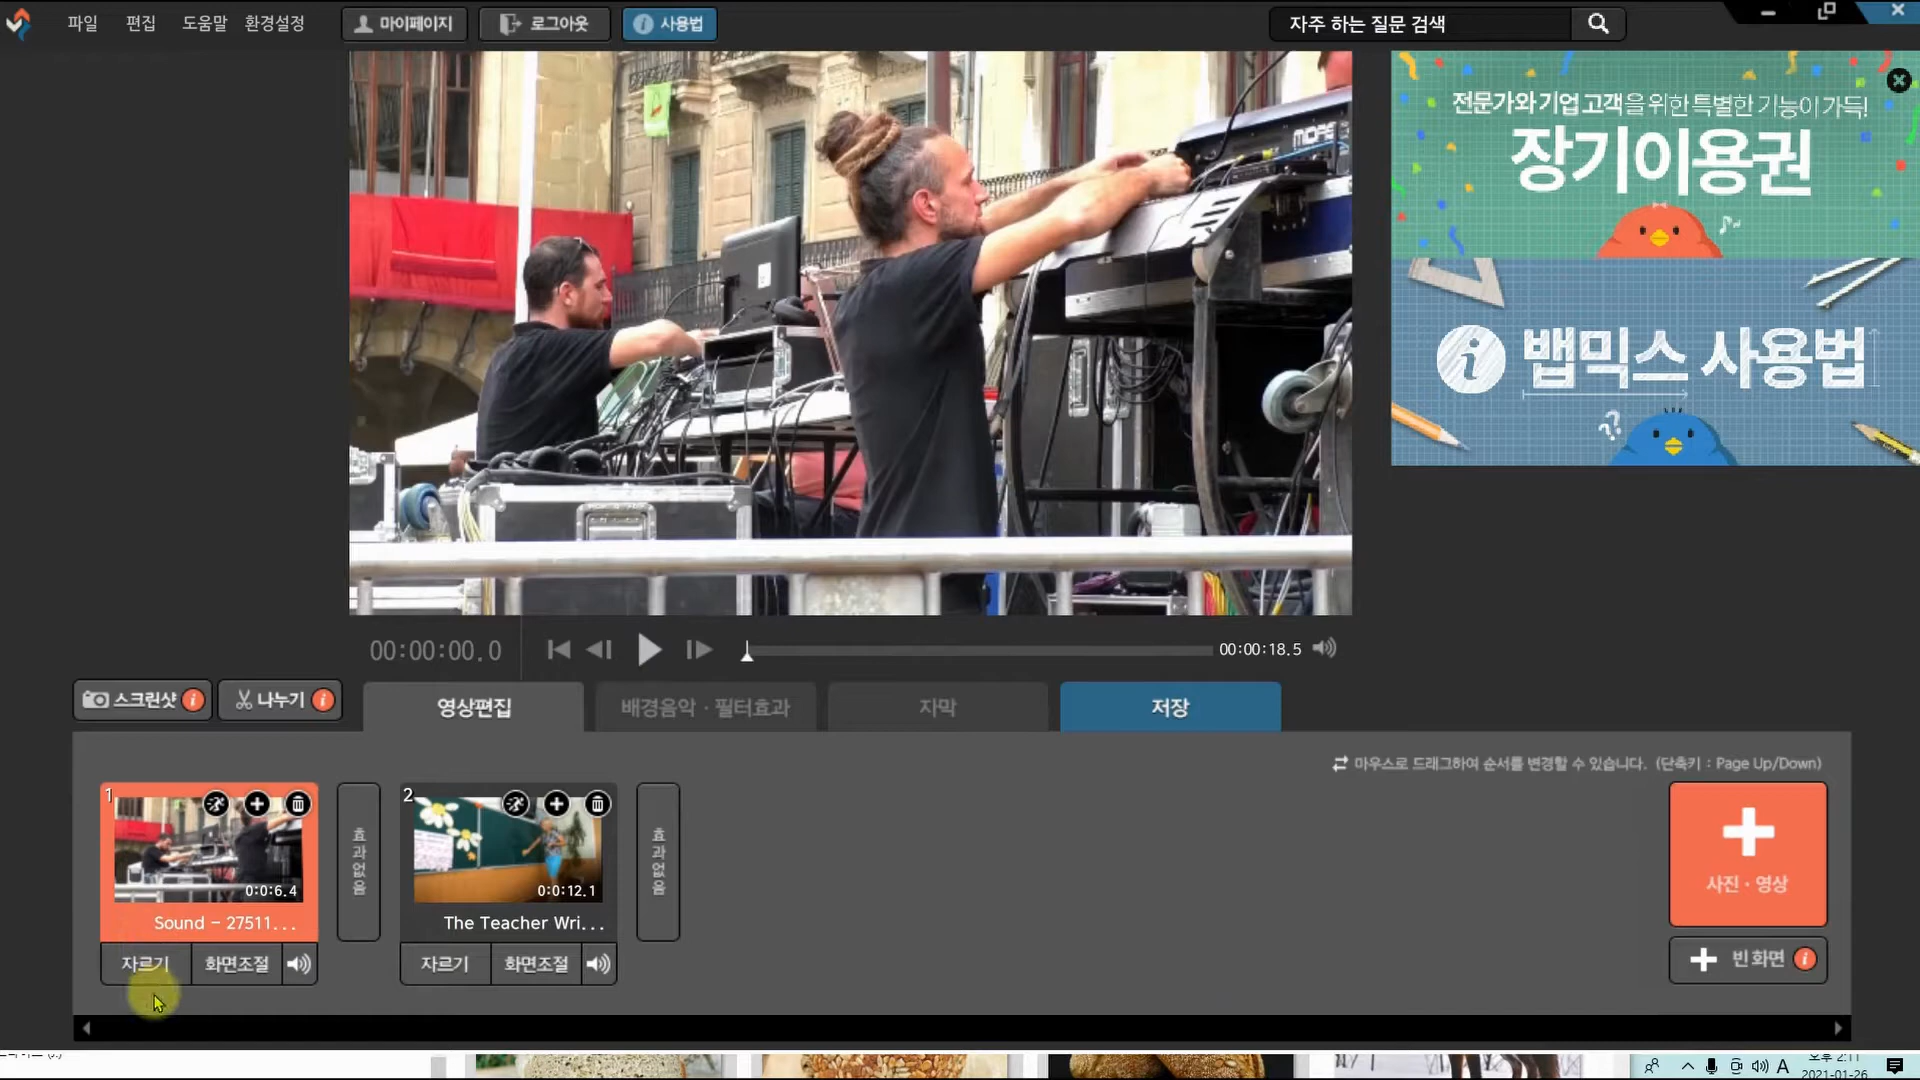 파일 편집 도움말 환경설정 마이페이지 로그아웃 사용법 자주 하는 질문 검색
전문가와 기업 고객을 위한 특별한 기능이 가득!
장기이용권
뱁믹스 사용법
00:00:00.0
00:00:18.5
스크린샷 나누기 영상편집 배경음악 · 필터효과 자막 저장
마우스로 드래그하여 순서를 변경할 수 있습니다. (단축키 : Page Up/Down)
1
0:0:6.4
Sound - 27511...
자르기 화면조절
효과없음
2
0:0:12.1
The Teacher Wri...
자르기 화면조절
효과없음
사진 · 영상
빈 화면
A
오후 2:11
2021-01-26